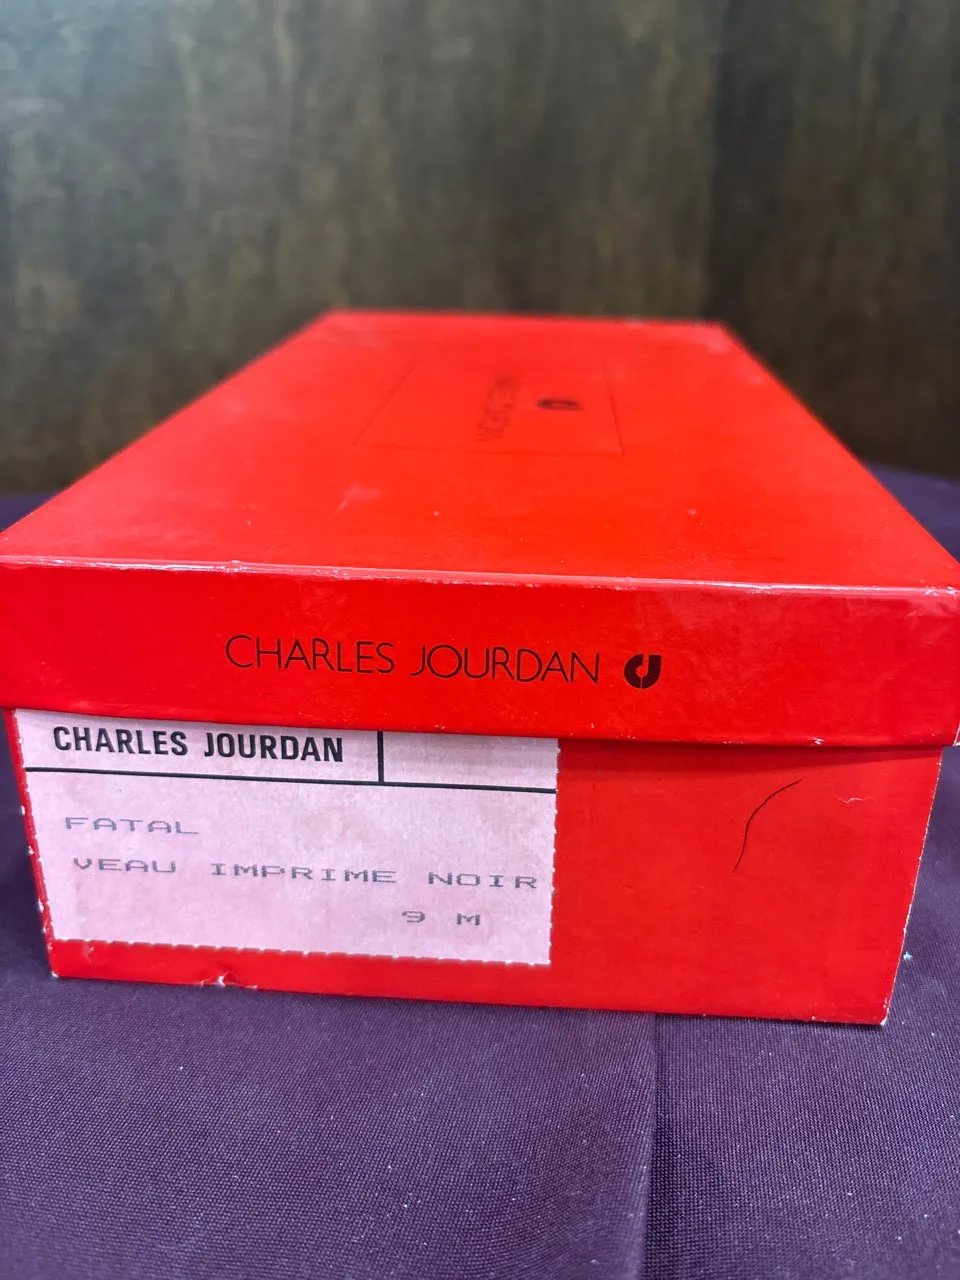 CHARLES JOURDAN
CHARLES JOURDAN
FATAL
VEAU IMPRIME NOIR
9 M